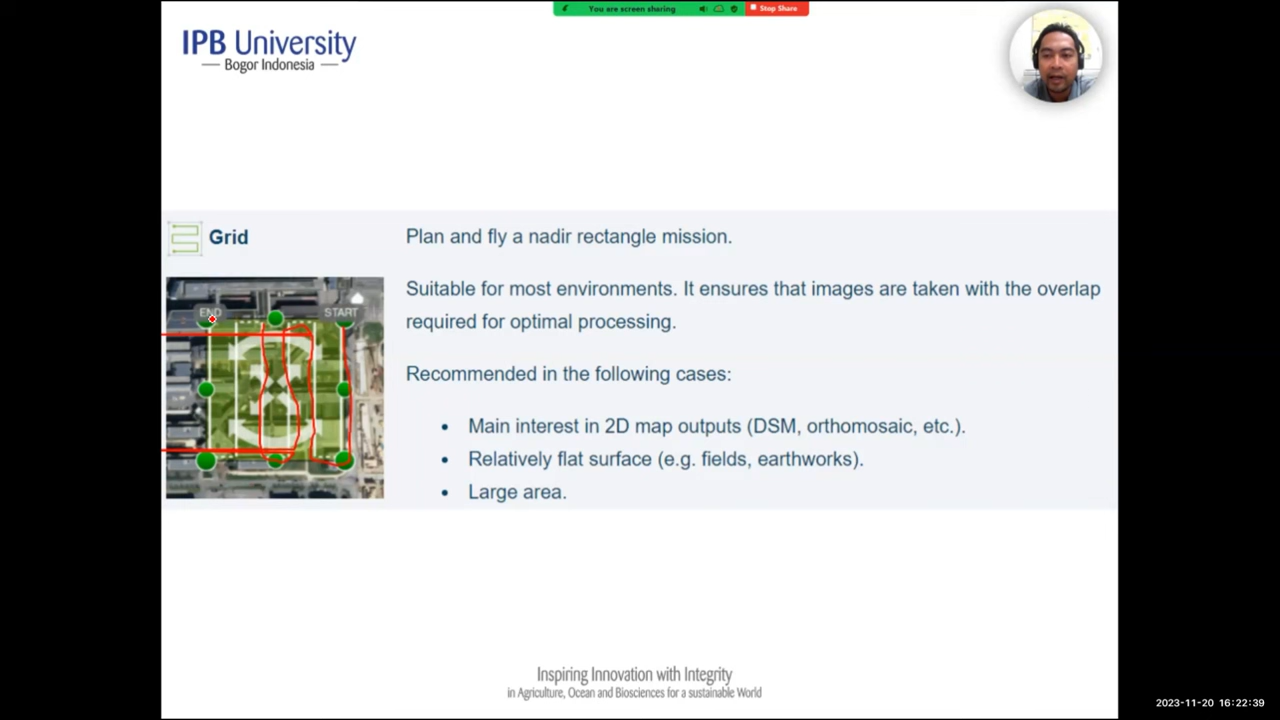 You are screen sharing
Stop Share
IPB University
Bogor Indonesia
Grid
Plan and fly a nadir rectangle mission.
END
START
Suitable for most environments. It ensures that images are taken with the overlap
required for optimal processing.
Recommended in the following cases:
• Main interest in 2D map outputs (DSM, orthomosaic, etc.).
• Relatively flat surface (e.g. fields, earthworks).
• Large area.
Inspiring Innovation with Integrity
in Agriculture, Ocean and Biosciences for a sustainable World
2023-11-20 16:22:39